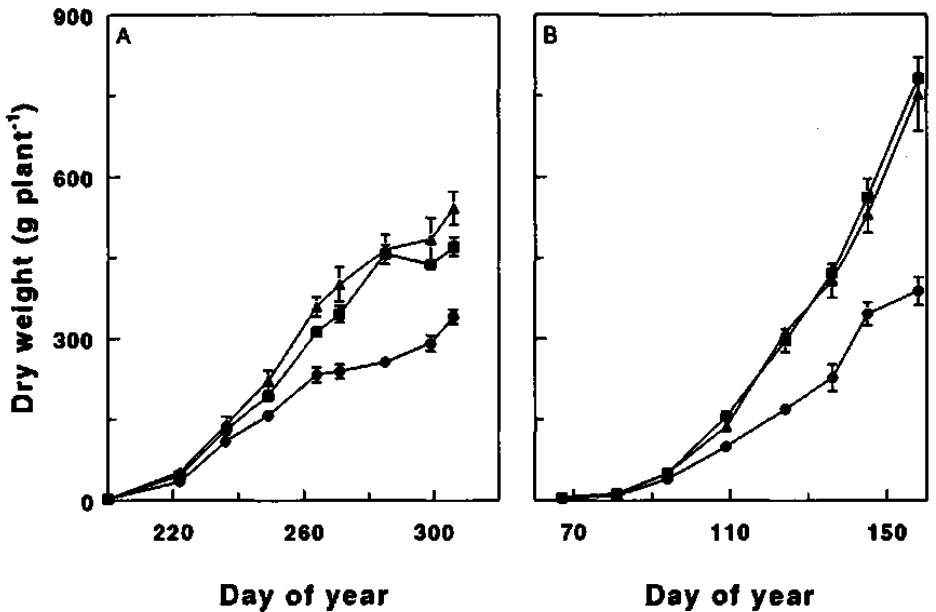 900
600
300
0
Dry weight (g plant⁻¹)
A
220
260
300
Day of year
B
70
110
150
Day of year